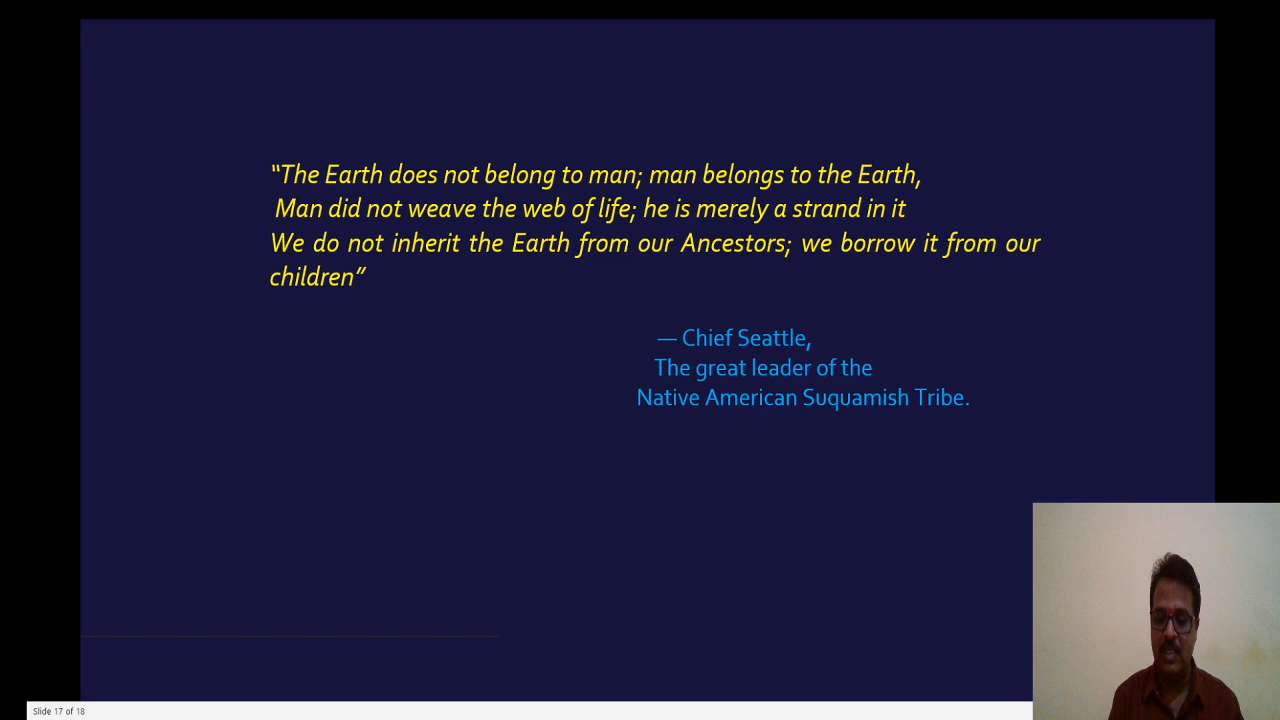 “The Earth does not belong to man; man belongs to the Earth,
Man did not weave the web of life; he is merely a strand in it
We do not inherit the Earth from our Ancestors; we borrow it from our
children”
— Chief Seattle,
The great leader of the
Native American Suquamish Tribe.
Slide 17 of 18